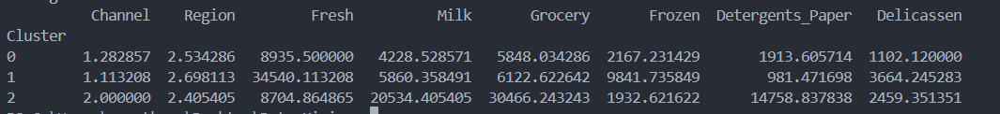 Channel Region Fresh Milk Grocery Frozen Detergents_Paper Delicassen
Cluster
0 1.282857 2.534286 8935.500000 4228.528571 5848.034286 2167.231429 1913.605714 1102.120000
1 1.113208 2.698113 34540.113208 5860.358491 6122.622642 9841.735849 981.471698 3664.245283
2 2.000000 2.405405 8704.864865 20534.405405 30466.243243 1932.621622 14758.837838 2459.351351